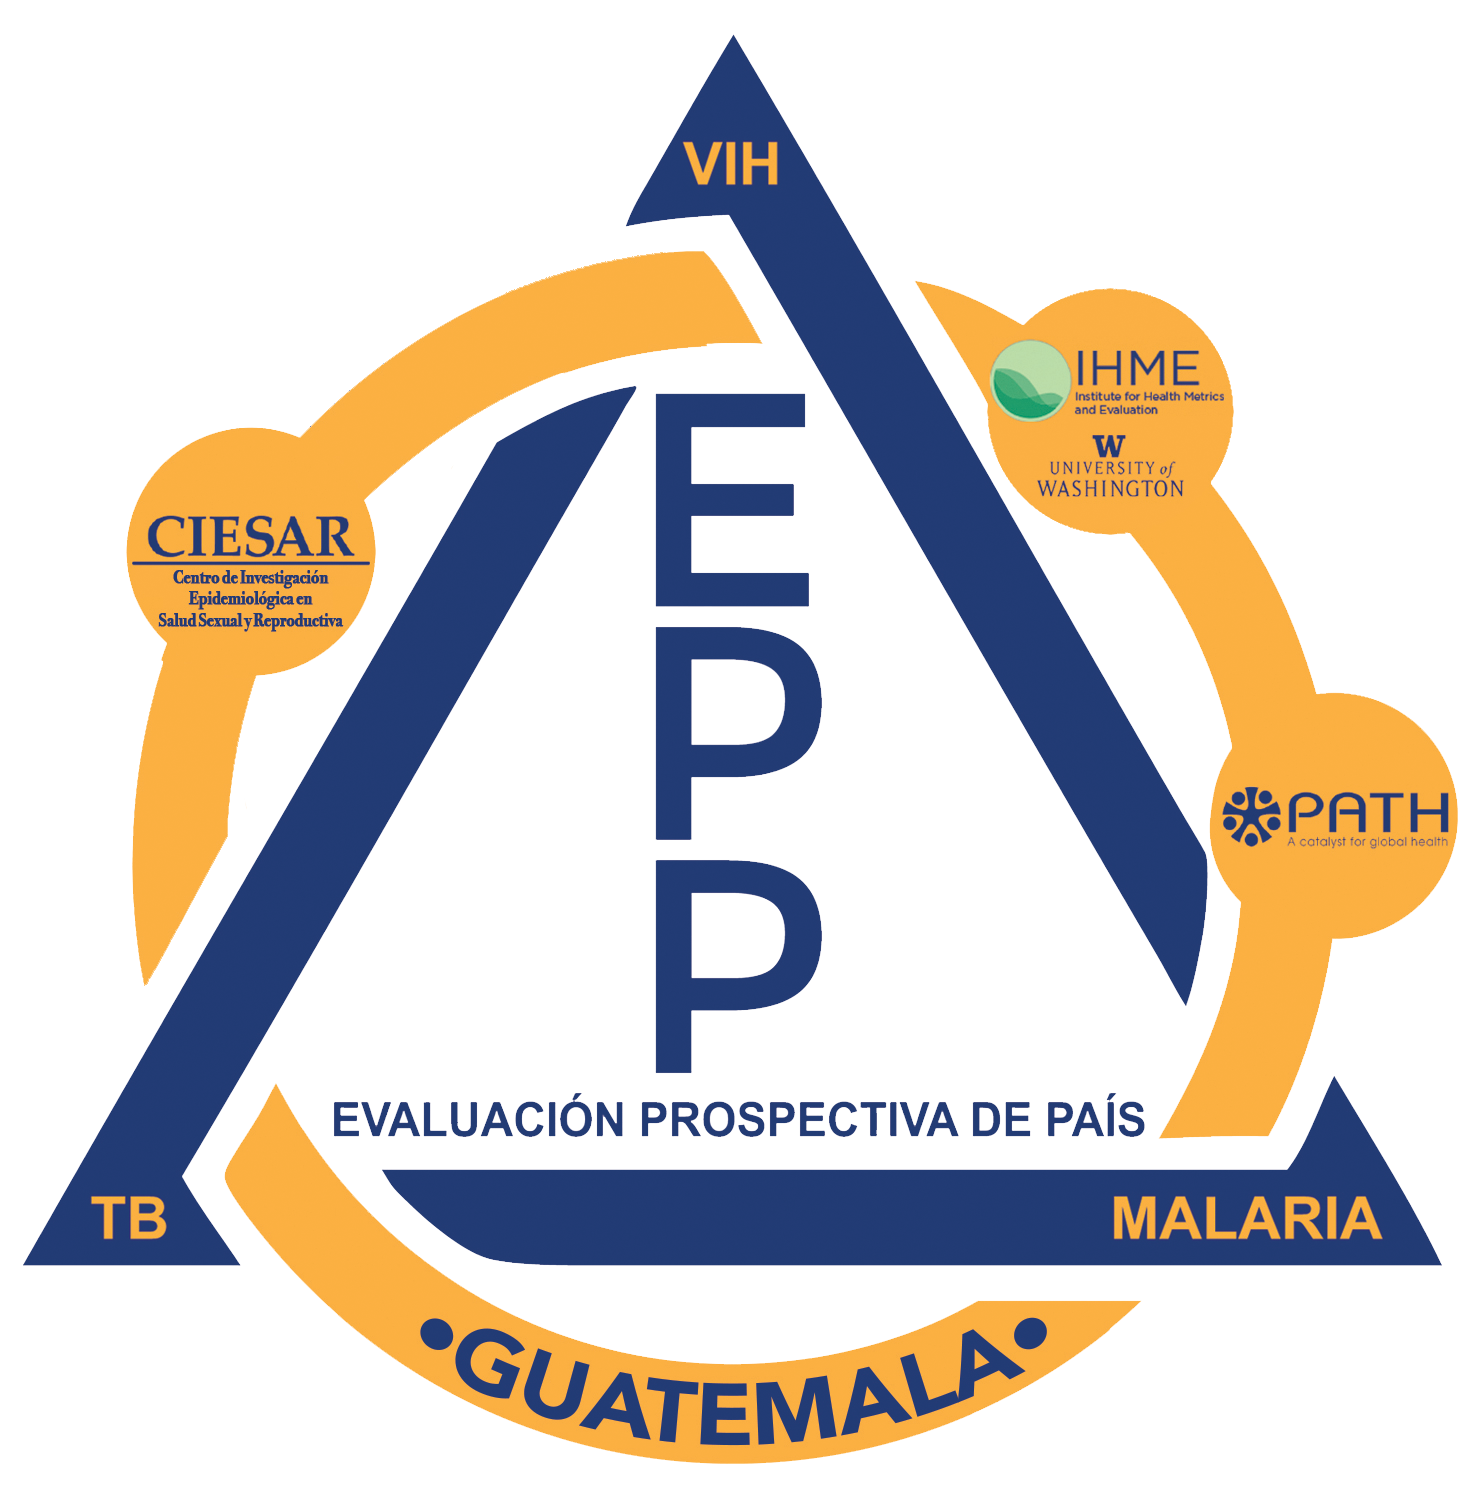 VIH
IHME
Institute for Health Metrics
and Evaluation
W
UNIVERSITY of
WASHINGTON
CIESAR
Centro de Investigación
Epidemiológica en
Salud Sexual y Reproductiva
E
P
P
PATH
A catalyst for global health
EVALUACIÓN PROSPECTIVA DE PAÍS
TB
MALARIA
•GUATEMALA•